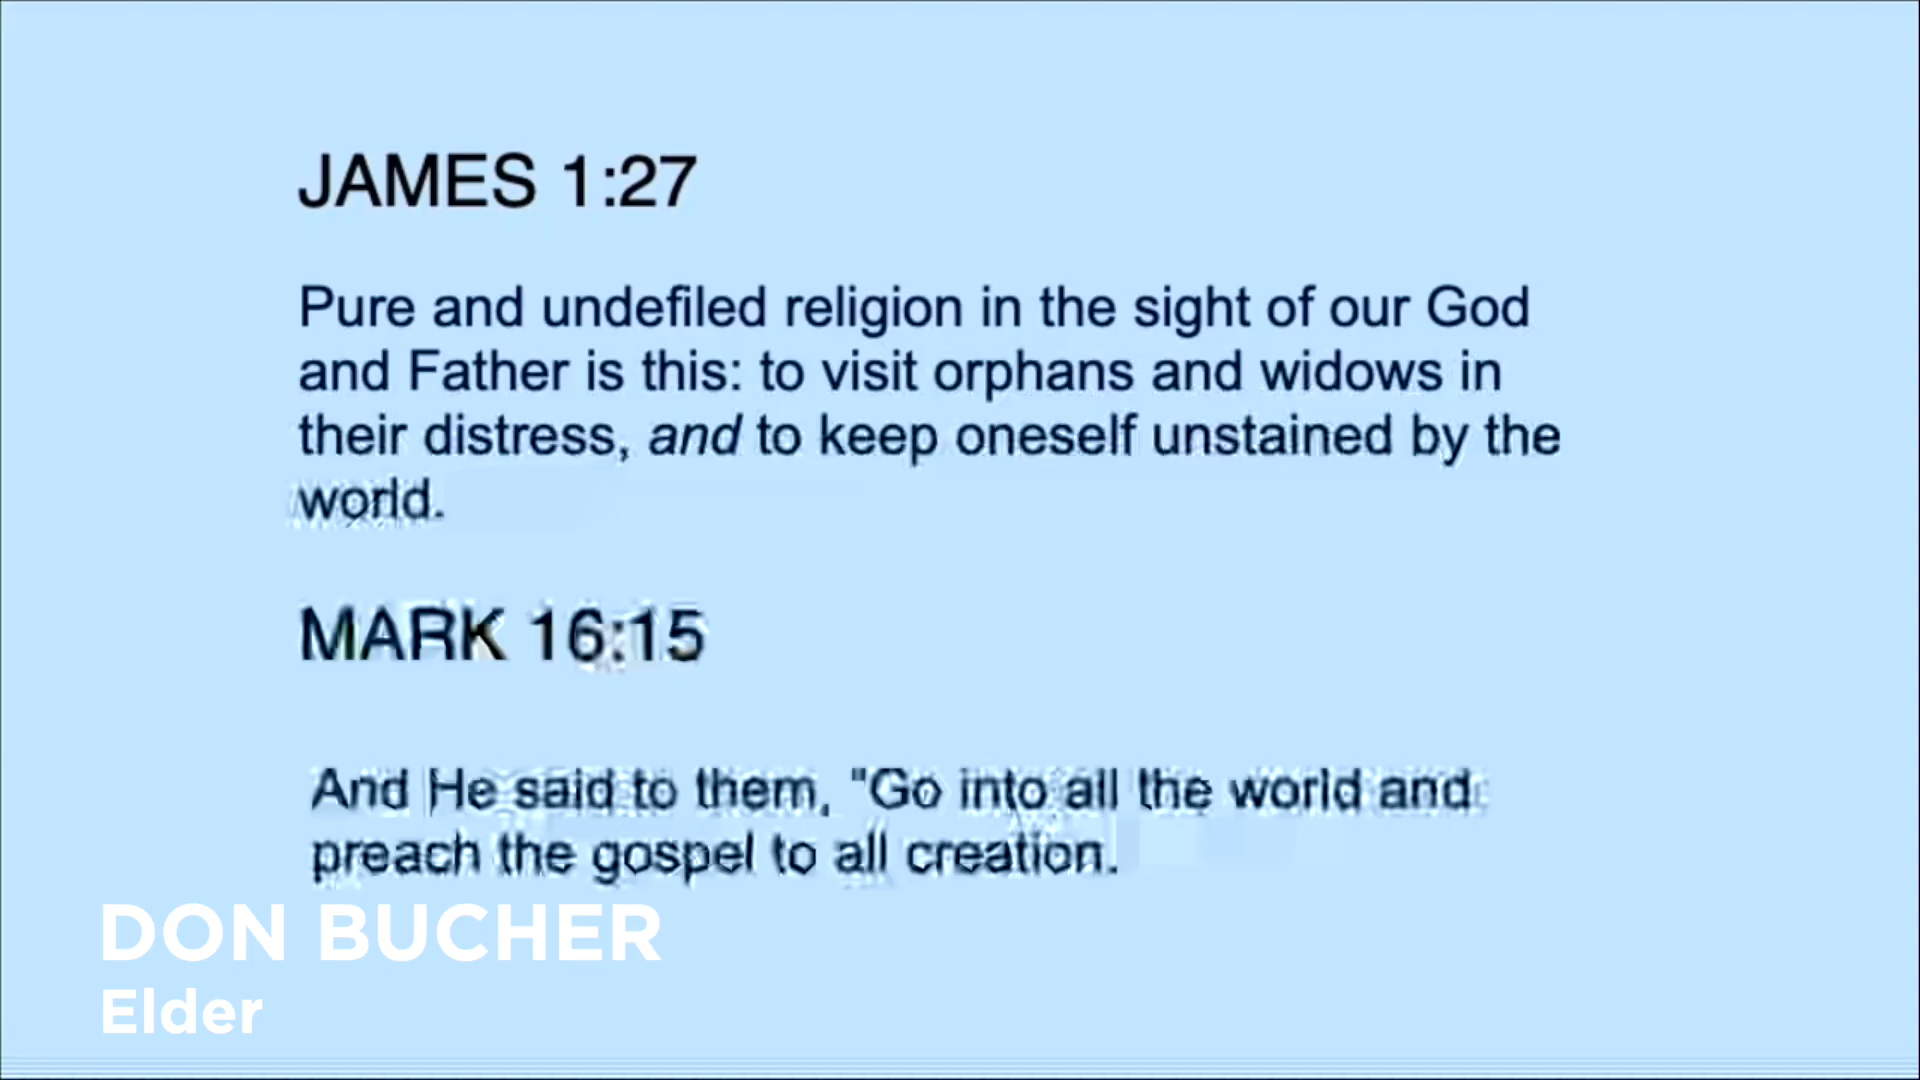 JAMES 1:27
Pure and undefiled religion in the sight of our God
and Father is this: to visit orphans and widows in
their distress, and to keep oneself unstained by the
world.
MARK 16:15
And He said to them, "Go into all the world and
preach the gospel to all creation.
DON BUCHER
Elder